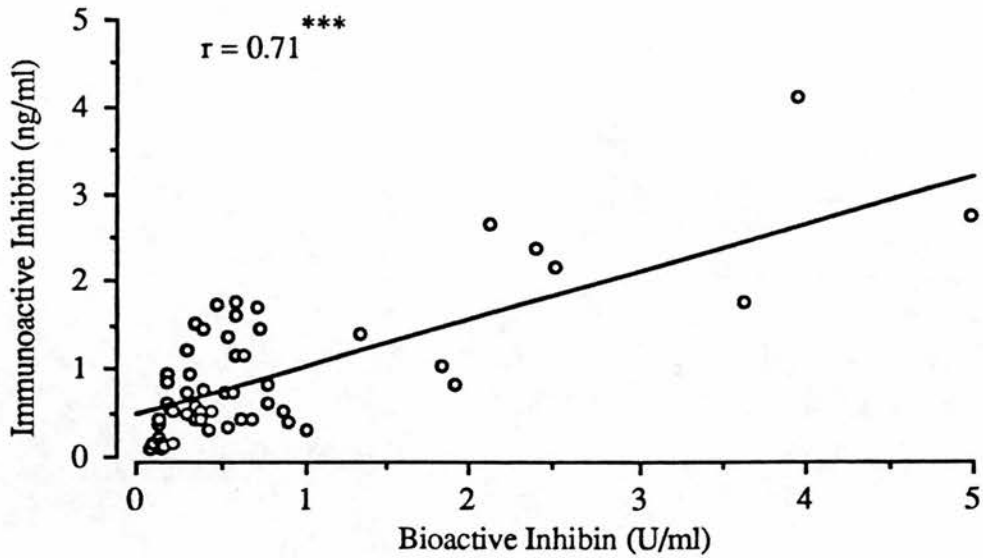 r = 0.71***
Immunoactive Inhibin (ng/ml)
5
4
3
2
1
0
0 1 2 3 4 5
Bioactive Inhibin (U/ml)